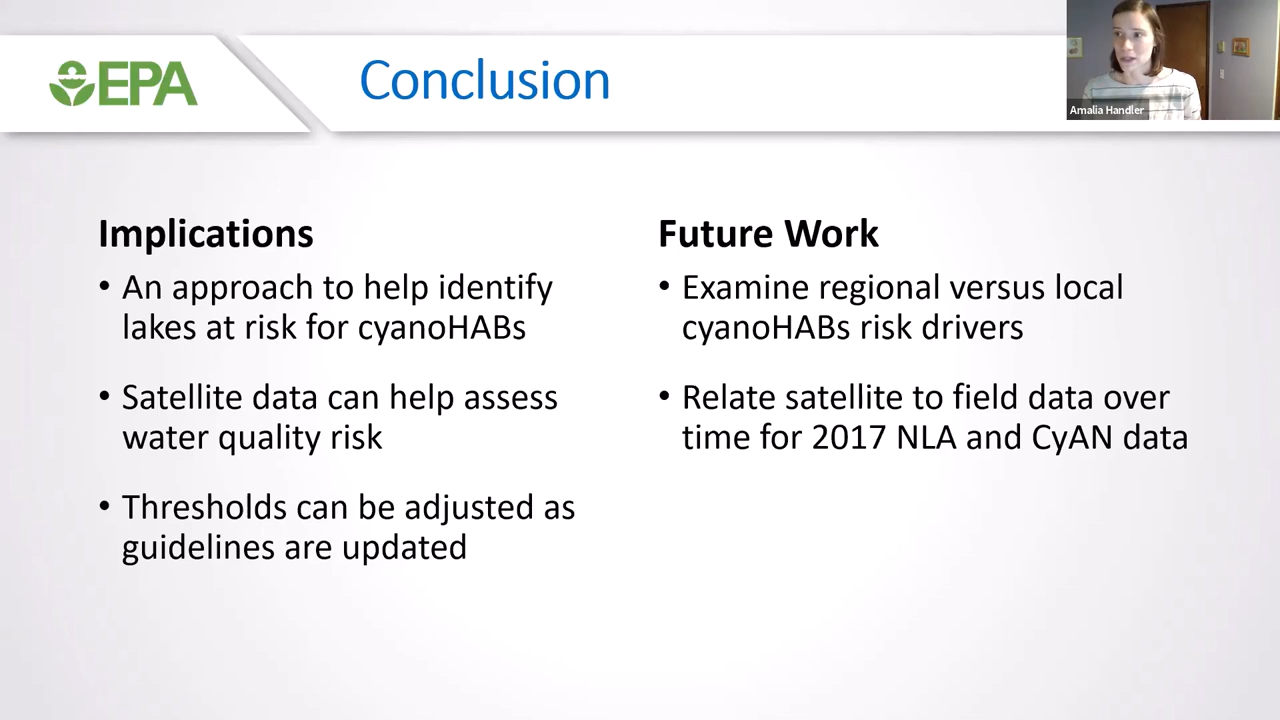 EPA
Conclusion
Amalia Handler
Implications
• An approach to help identify
lakes at risk for cyanoHABs
• Satellite data can help assess
water quality risk
• Thresholds can be adjusted as
guidelines are updated
Future Work
• Examine regional versus local
cyanoHABs risk drivers
• Relate satellite to field data over
time for 2017 NLA and CyAN data